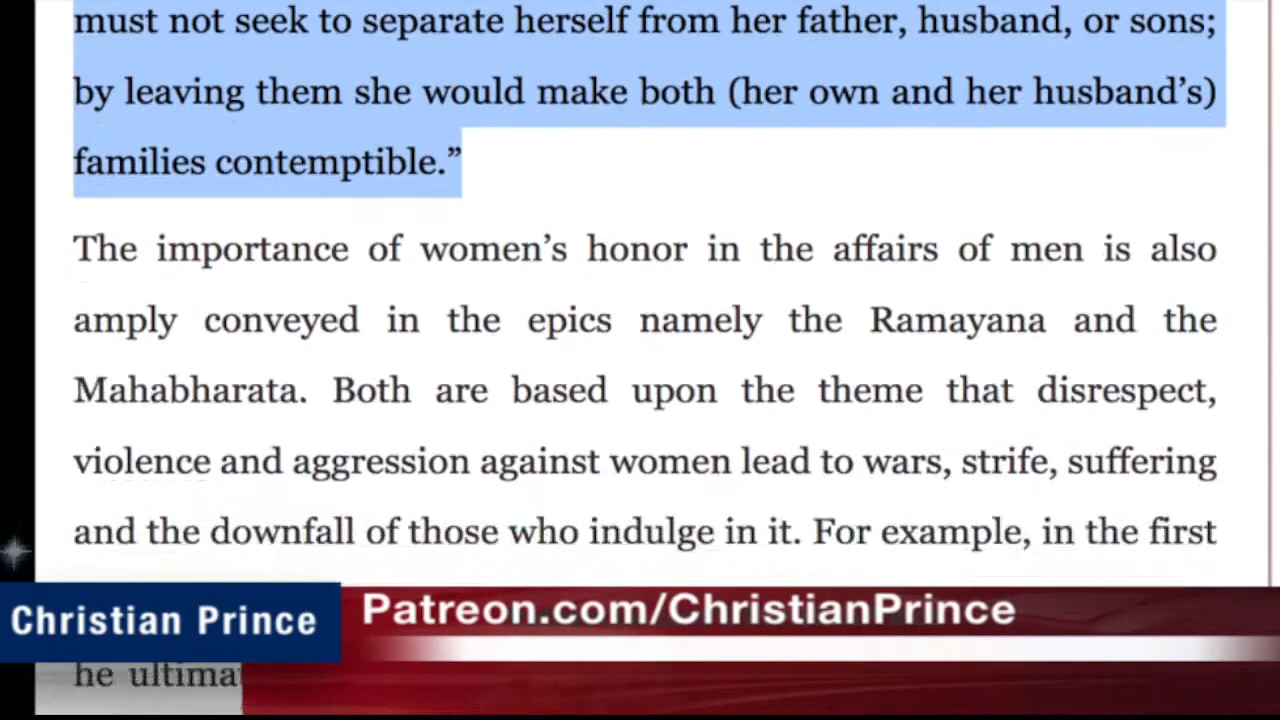 must not seek to separate herself from her father, husband, or sons;
by leaving them she would make both (her own and her husband’s)
families contemptible.”
The importance of women’s honor in the affairs of men is also
amply conveyed in the epics namely the Ramayana and the
Mahabharata. Both are based upon the theme that disrespect,
violence and aggression against women lead to wars, strife, suffering
and the downfall of those who indulge in it. For example, in the first
Christian Prince
Patreon.com/ChristianPrince
he